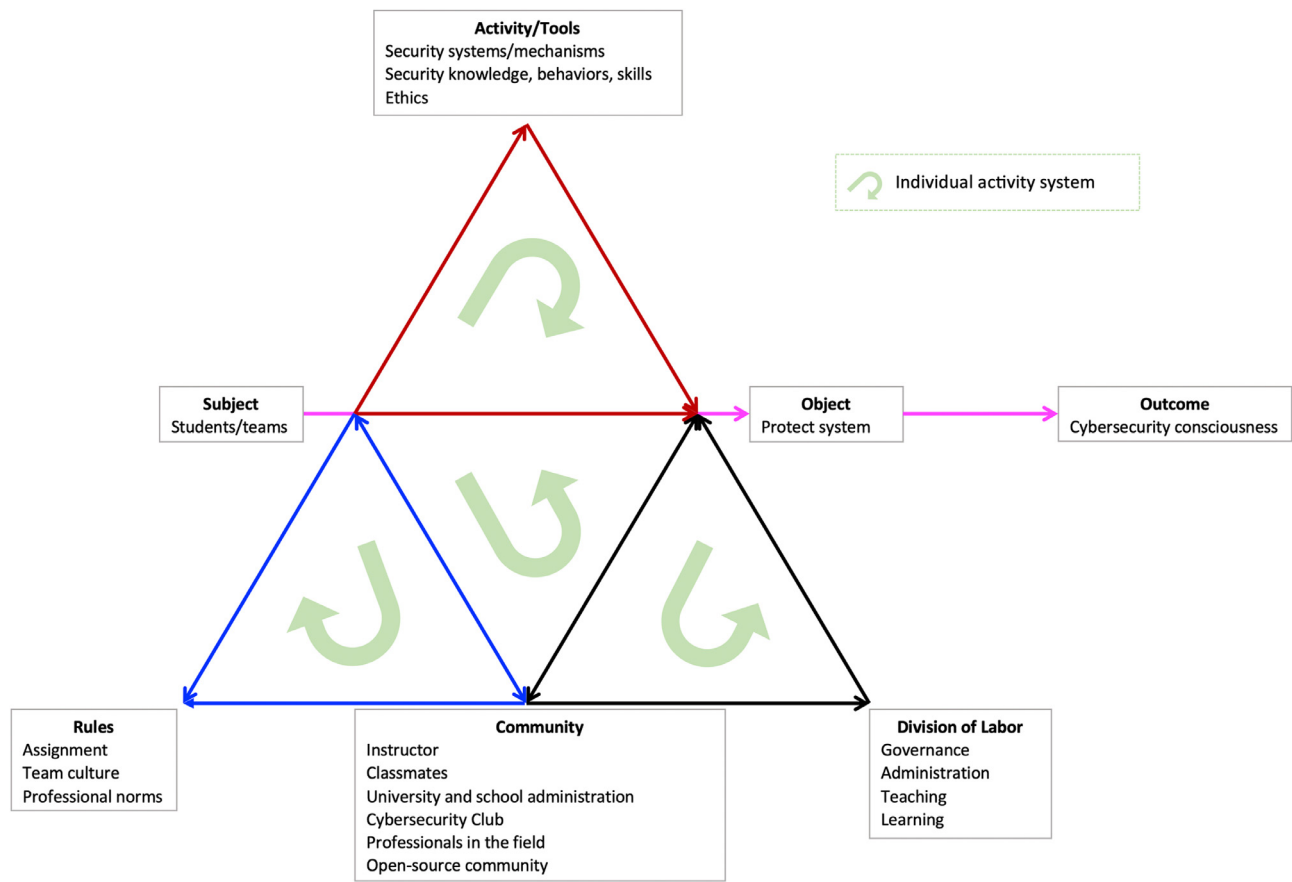 Activity/Tools
Security systems/mechanisms
Security knowledge, behaviors, skills
Ethics
Individual activity system
Subject
Students/teams
Object
Protect system
Outcome
Cybersecurity consciousness
Rules
Assignment
Team culture
Professional norms
Community
Instructor
Classmates
University and school administration
Cybersecurity Club
Professionals in the field
Open-source community
Division of Labor
Governance
Administration
Teaching
Learning